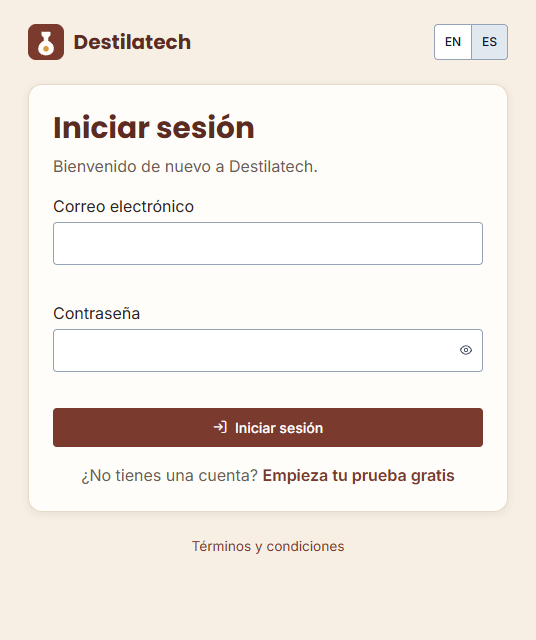 Destilatech
EN ES
Iniciar sesión
Bienvenido de nuevo a Destilatech.
Correo electrónico
Contraseña
Iniciar sesión
¿No tienes una cuenta? Empieza tu prueba gratis
Términos y condiciones